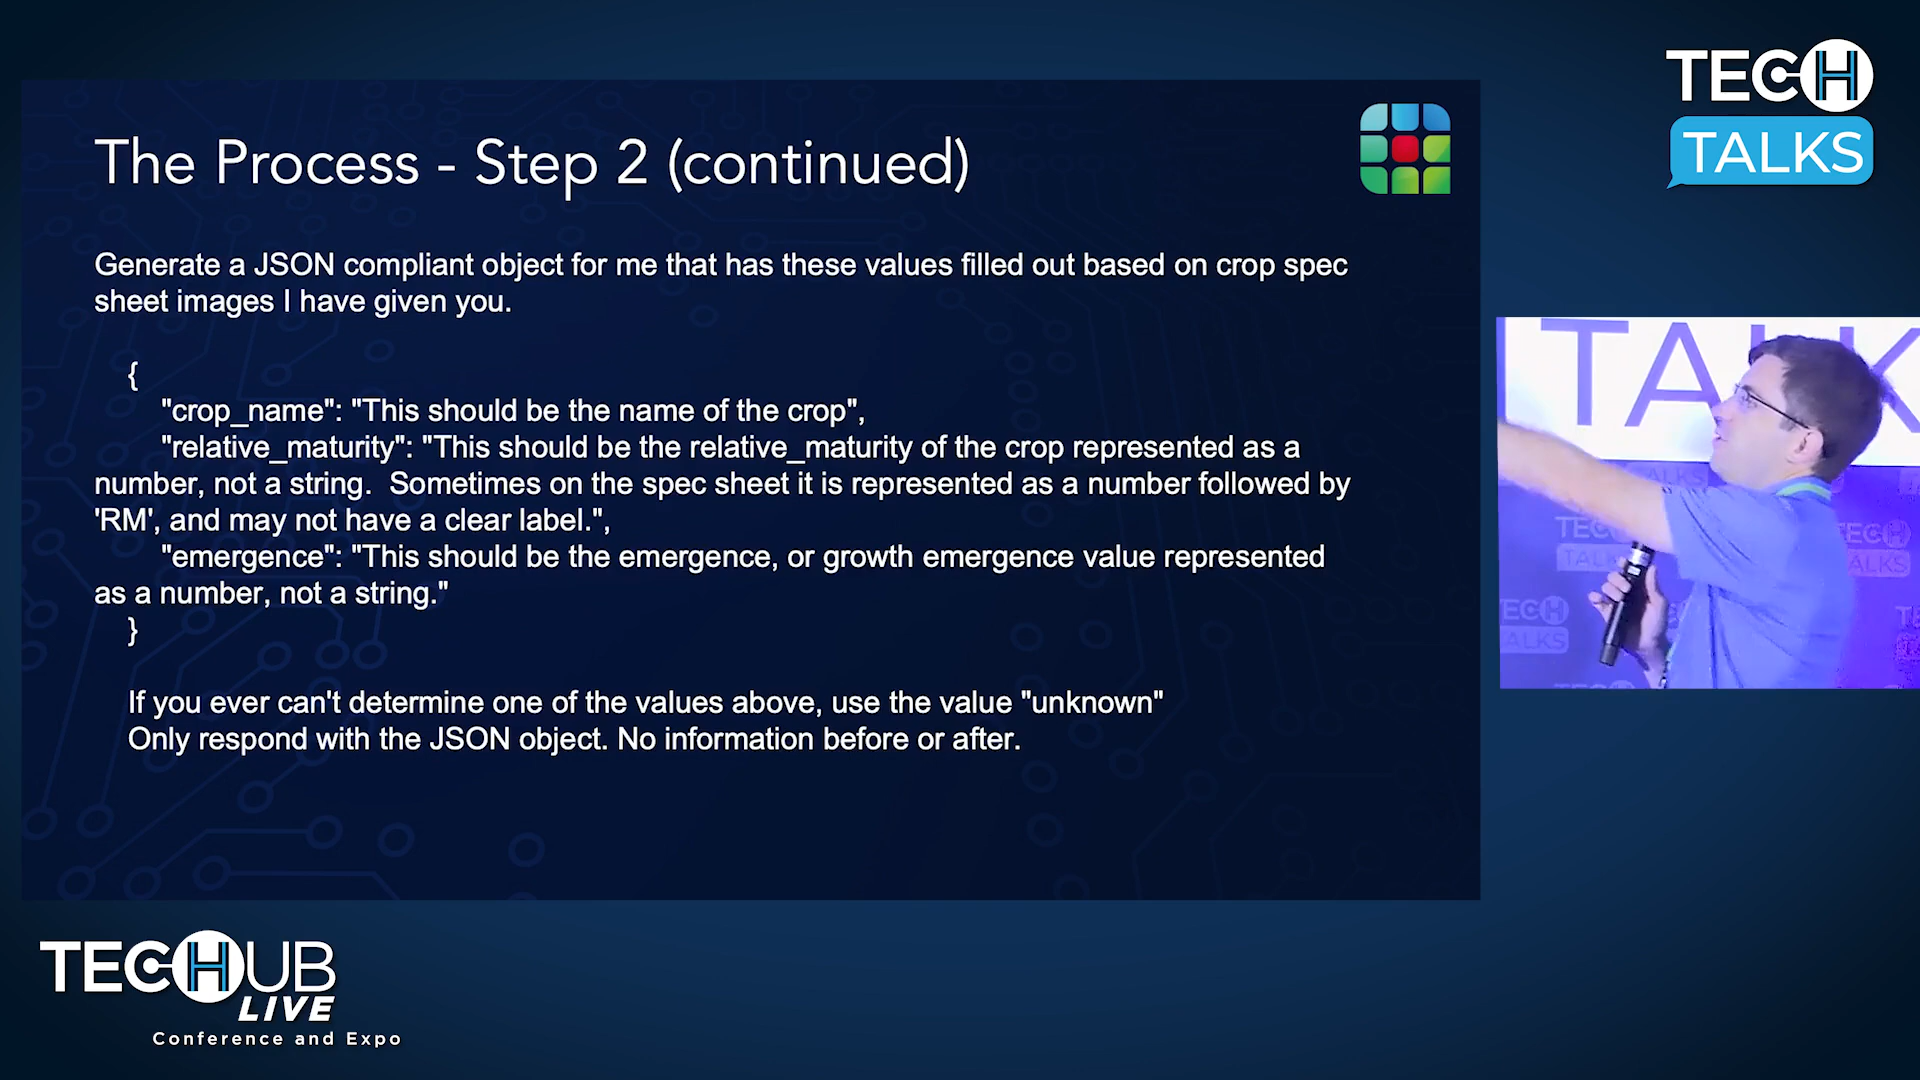 The Process - Step 2 (continued)
Generate a JSON compliant object for me that has these values filled out based on crop spec
sheet images I have given you.
{
"crop_name": "This should be the name of the crop",
"relative_maturity": "This should be the relative_maturity of the crop represented as a
number, not a string.  Sometimes on the spec sheet it is represented as a number followed by
'RM', and may not have a clear label.",
"emergence": "This should be the emergence, or growth emergence value represented
as a number, not a string."
}
If you ever can't determine one of the values above, use the value "unknown"
Only respond with the JSON object. No information before or after.
TECH
TALKS
TALK
TALKS
TECH
TALKS
TECH
TALKS
TECHUB
LIVE
Conference and Expo